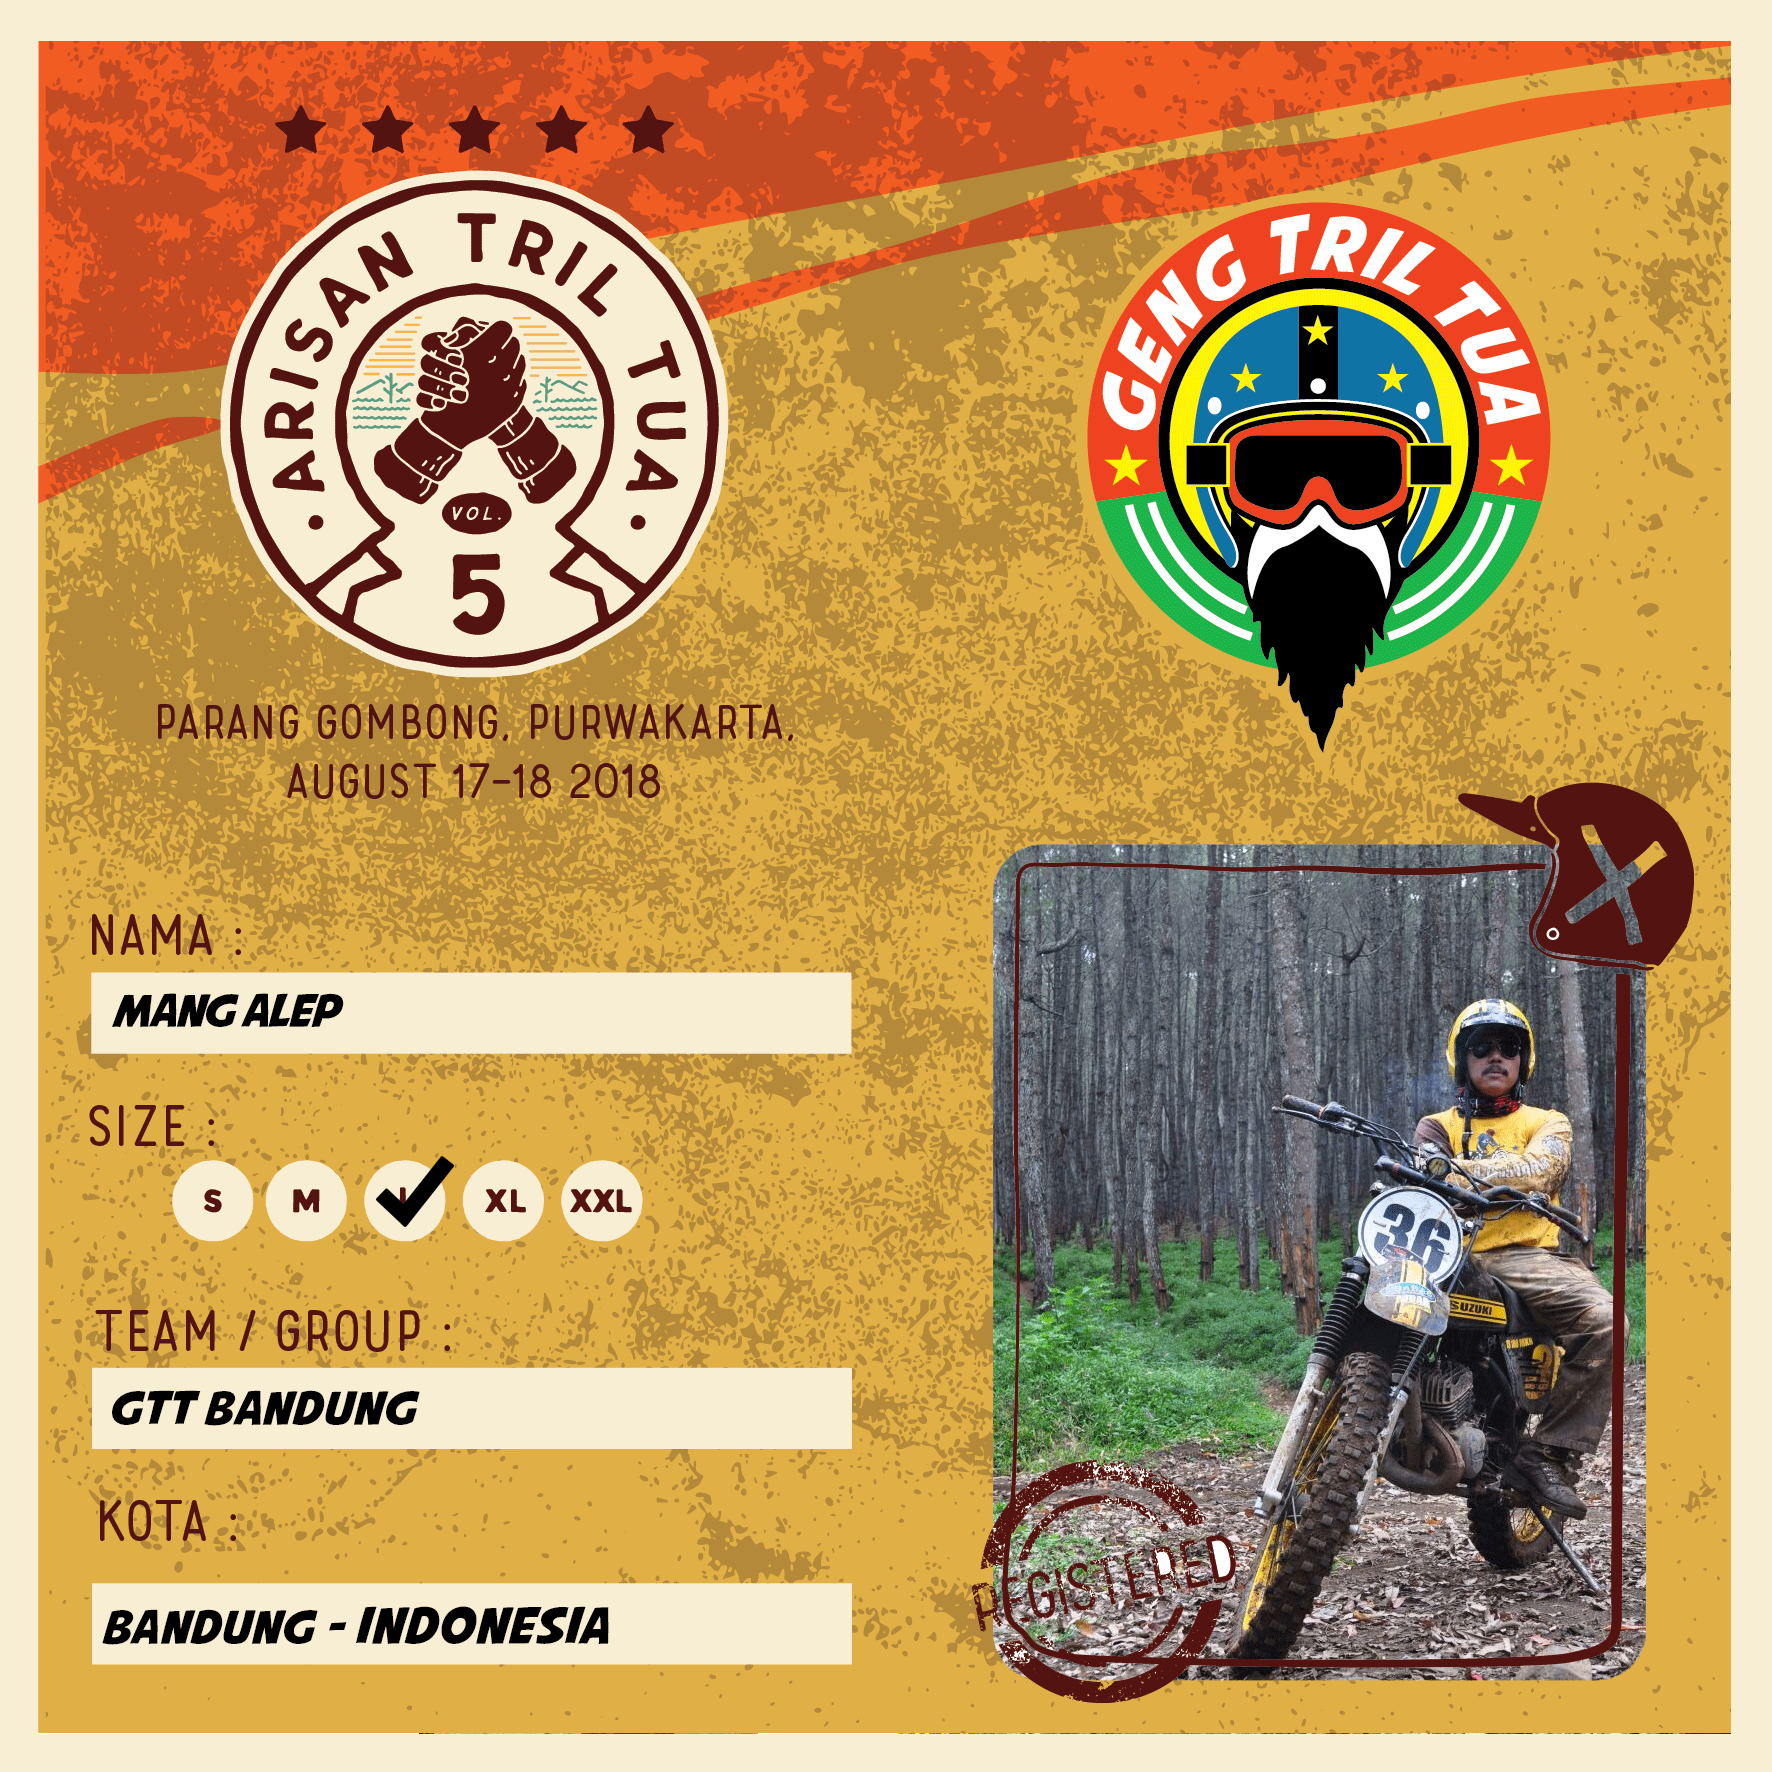 ARISAN TRIL TUA
VOL.
5
GENG TRIL TUA
PARANG GOMBONG, PURWAKARTA,
AUGUST 17-18 2018
NAMA :
MANG ALEP
SIZE :
S M L XL XXL
TEAM / GROUP :
GTT BANDUNG
KOTA :
BANDUNG - INDONESIA
36
SUZUKI
REGISTERED